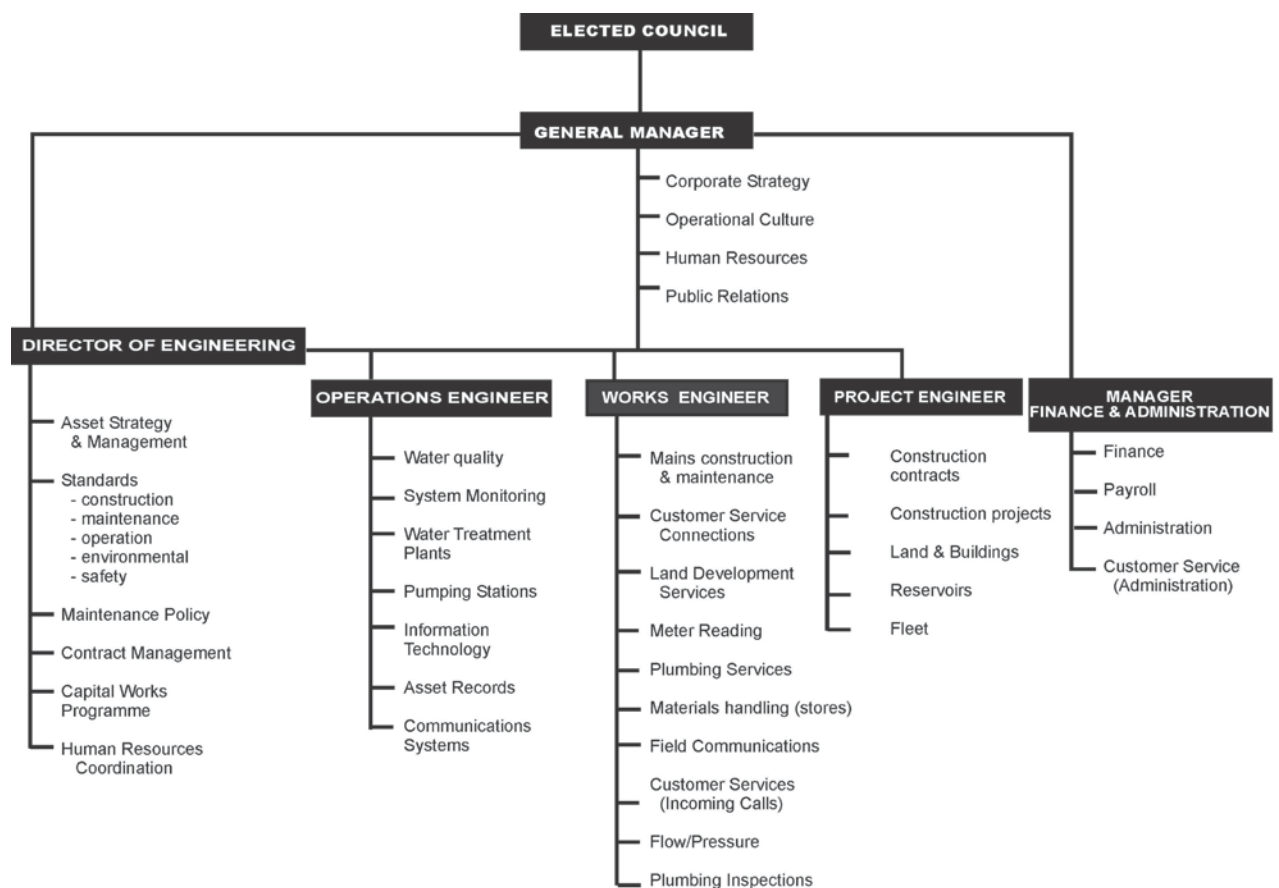 ELECTED COUNCIL
GENERAL MANAGER
Corporate Strategy
Operational Culture
Human Resources
Public Relations
DIRECTOR OF ENGINEERING
Asset Strategy
& Management
Standards
- construction
- maintenance
- operation
- environmental
- safety
Maintenance Policy
Contract Management
Capital Works
Programme
Human Resources
Coordination
OPERATIONS ENGINEER
Water quality
System Monitoring
Water Treatment
Plants
Pumping Stations
Information
Technology
Asset Records
Communications
Systems
WORKS ENGINEER
Mains construction
& maintenance
Customer Service
Connections
Land Development
Services
Meter Reading
Plumbing Services
Materials handling (stores)
Field Communications
Customer Services
(Incoming Calls)
Flow/Pressure
Plumbing Inspections
PROJECT ENGINEER
Construction
contracts
Construction projects
Land & Buildings
Reservoirs
Fleet
MANAGER
FINANCE & ADMINISTRATION
Finance
Payroll
Administration
Customer Service
(Administration)